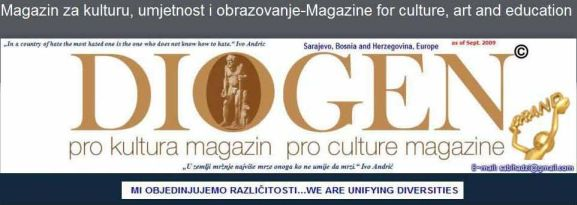 Magazin za kulturu, umjetnost i obrazovanje-Magazine for culture, art and education
„In a country of hate the most hated one is the one who does not know how to hate.“ Ivo Andric
Sarajevo, Bosnia and Herzegovina, Europe
as of Sept. 2009
DIOGEN ©
pro kultura magazin pro culture magazine
BRAND
„U zemlji mržnje najviše mrze onoga ko ne umije da mrzi.“ Ivo Andrić
E-mail: sabihadzi@gmail.com
MI OBJEDINJUJEMO RAZLIČITOSTI...WE ARE UNIFYING DIVERSITIES